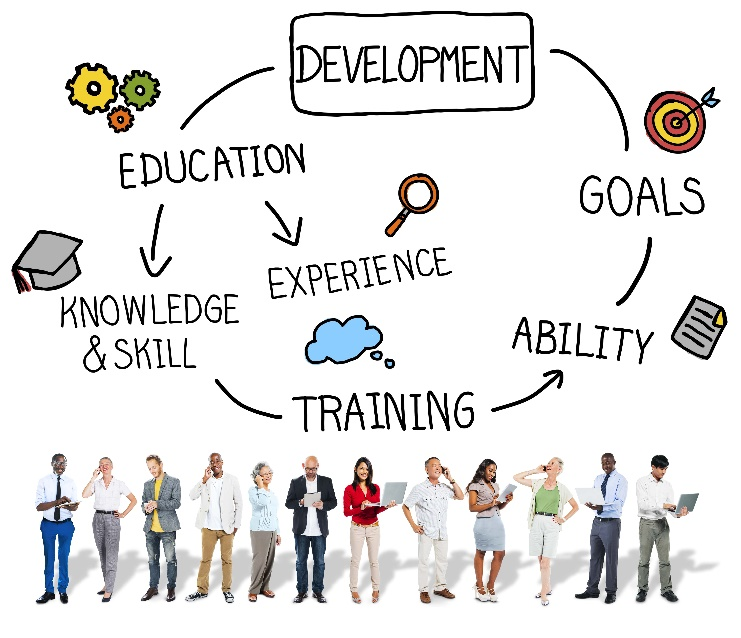 DEVELOPMENT
EDUCATION
GOALS
EXPERIENCE
KNOWLEDGE
& SKILL
ABILITY
TRAINING